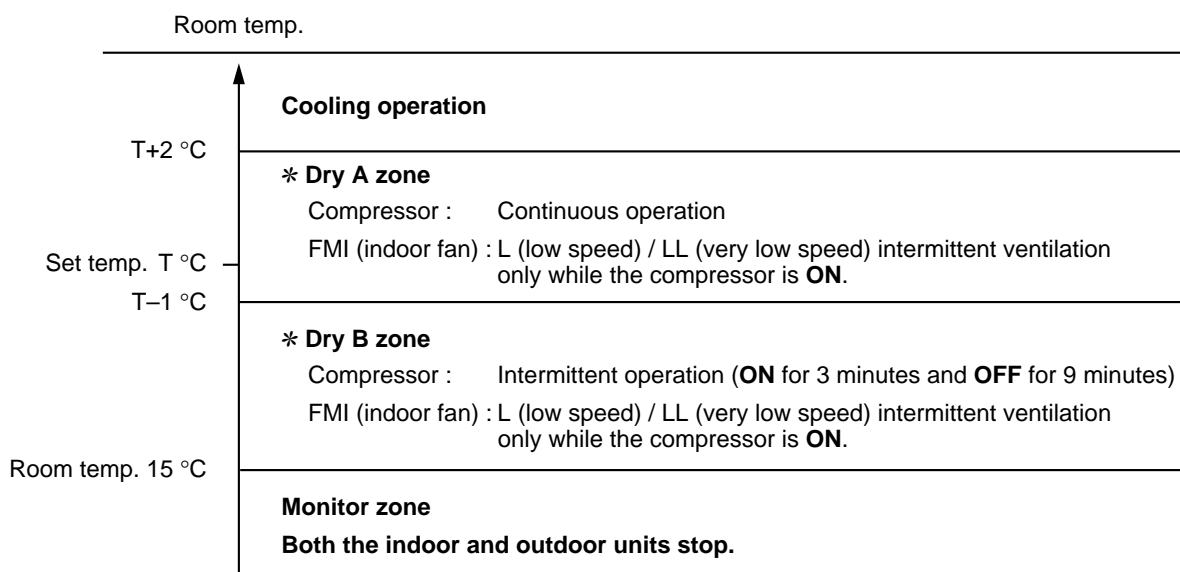 Room temp.
Cooling operation
T+2 °C
* Dry A zone
Compressor : Continuous operation
FMI (indoor fan) : L (low speed) / LL (very low speed) intermittent ventilation
only while the compressor is ON.
Set temp. T °C
T–1 °C
* Dry B zone
Compressor : Intermittent operation (ON for 3 minutes and OFF for 9 minutes)
FMI (indoor fan) : L (low speed) / LL (very low speed) intermittent ventilation
only while the compressor is ON.
Room temp. 15 °C
Monitor zone
Both the indoor and outdoor units stop.